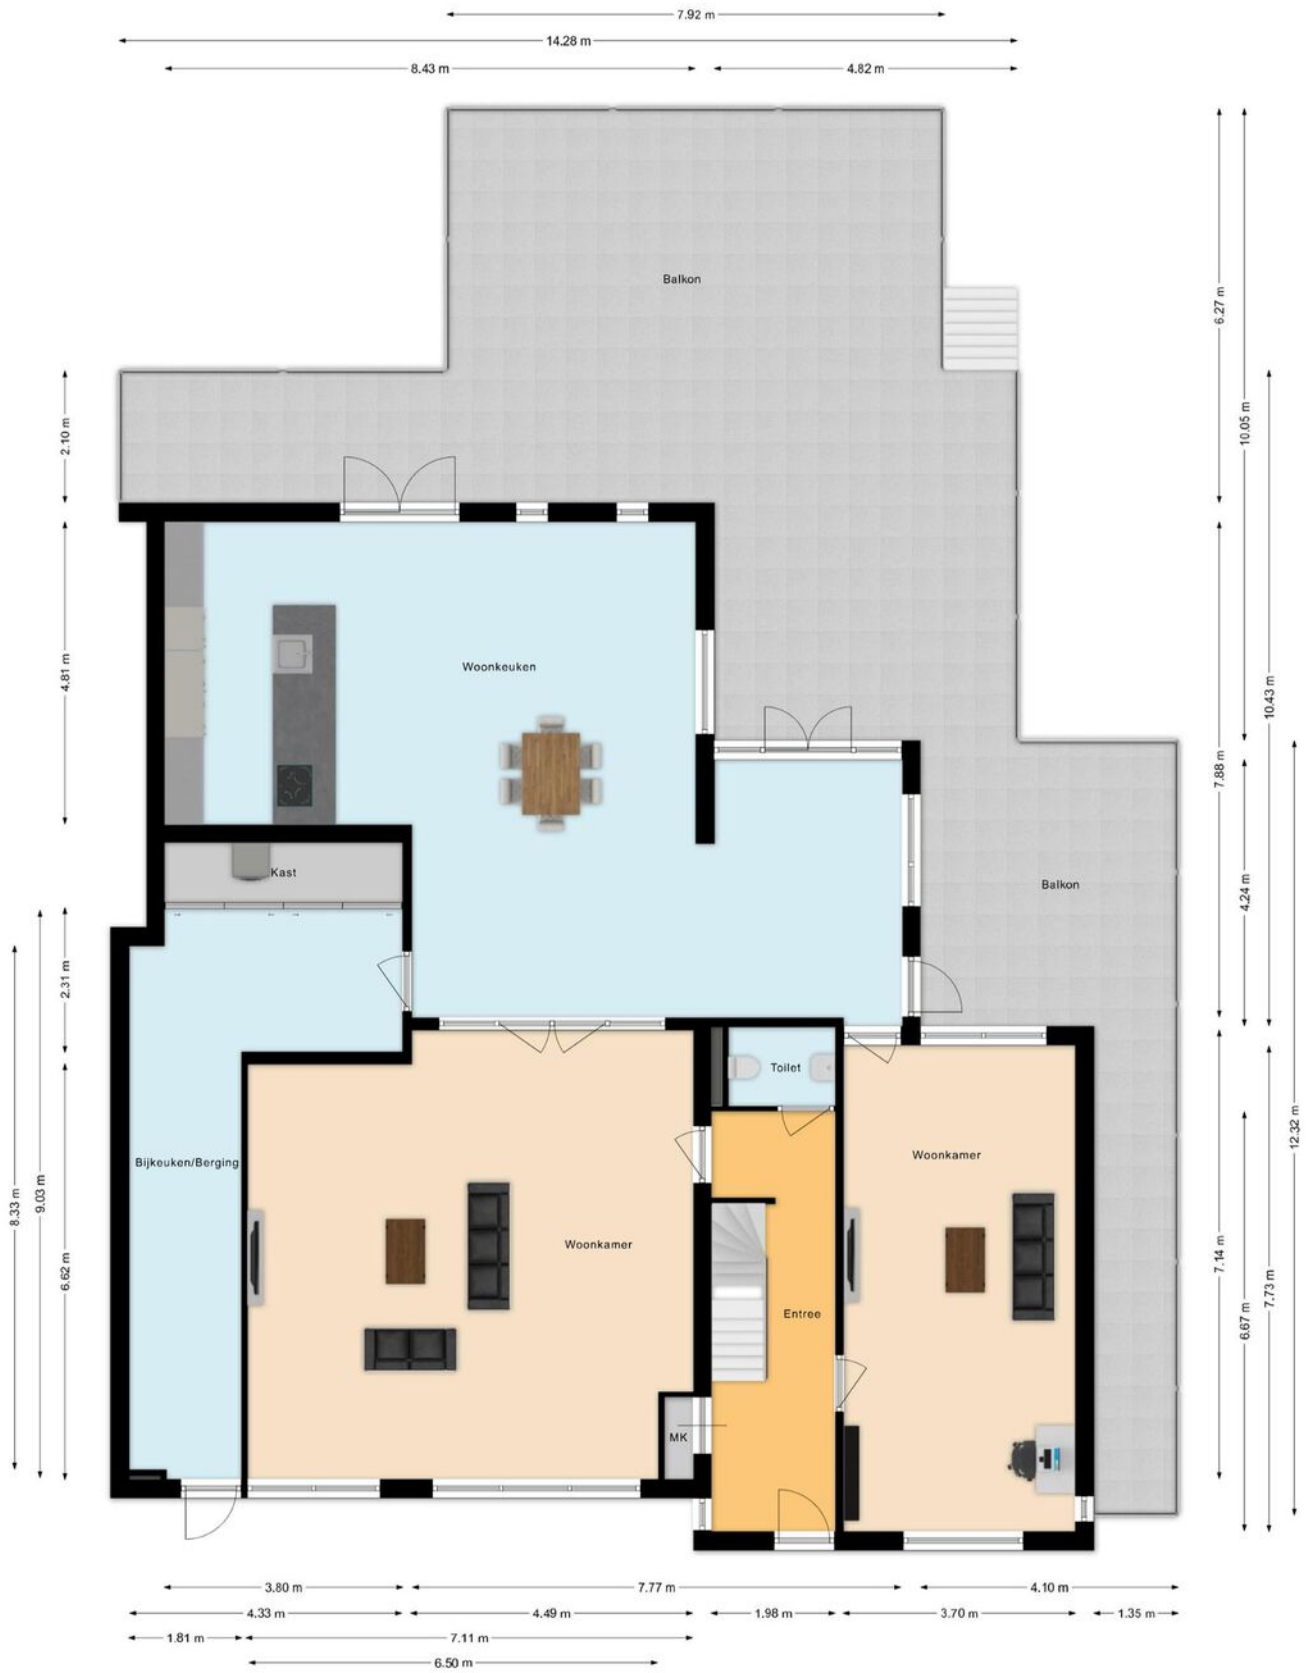 7.92 m
14.28 m
8.43 m
4.82 m
Balkon
6.27 m
10.05 m
2.10 m
4.81 m
Woonkeuken
10.43 m
7.88 m
Kast
Balkon
4.24 m
2.31 m
Toilet
12.32 m
Bijkeuken/Berging
Woonkamer
8.33 m
9.03 m
Woonkamer
7.14 m
6.62 m
7.73 m
Entree
6.67 m
MK
3.80 m
7.77 m
4.10 m
4.33 m
4.49 m
1.98 m
3.70 m
1.35 m
1.81 m
7.11 m
6.50 m